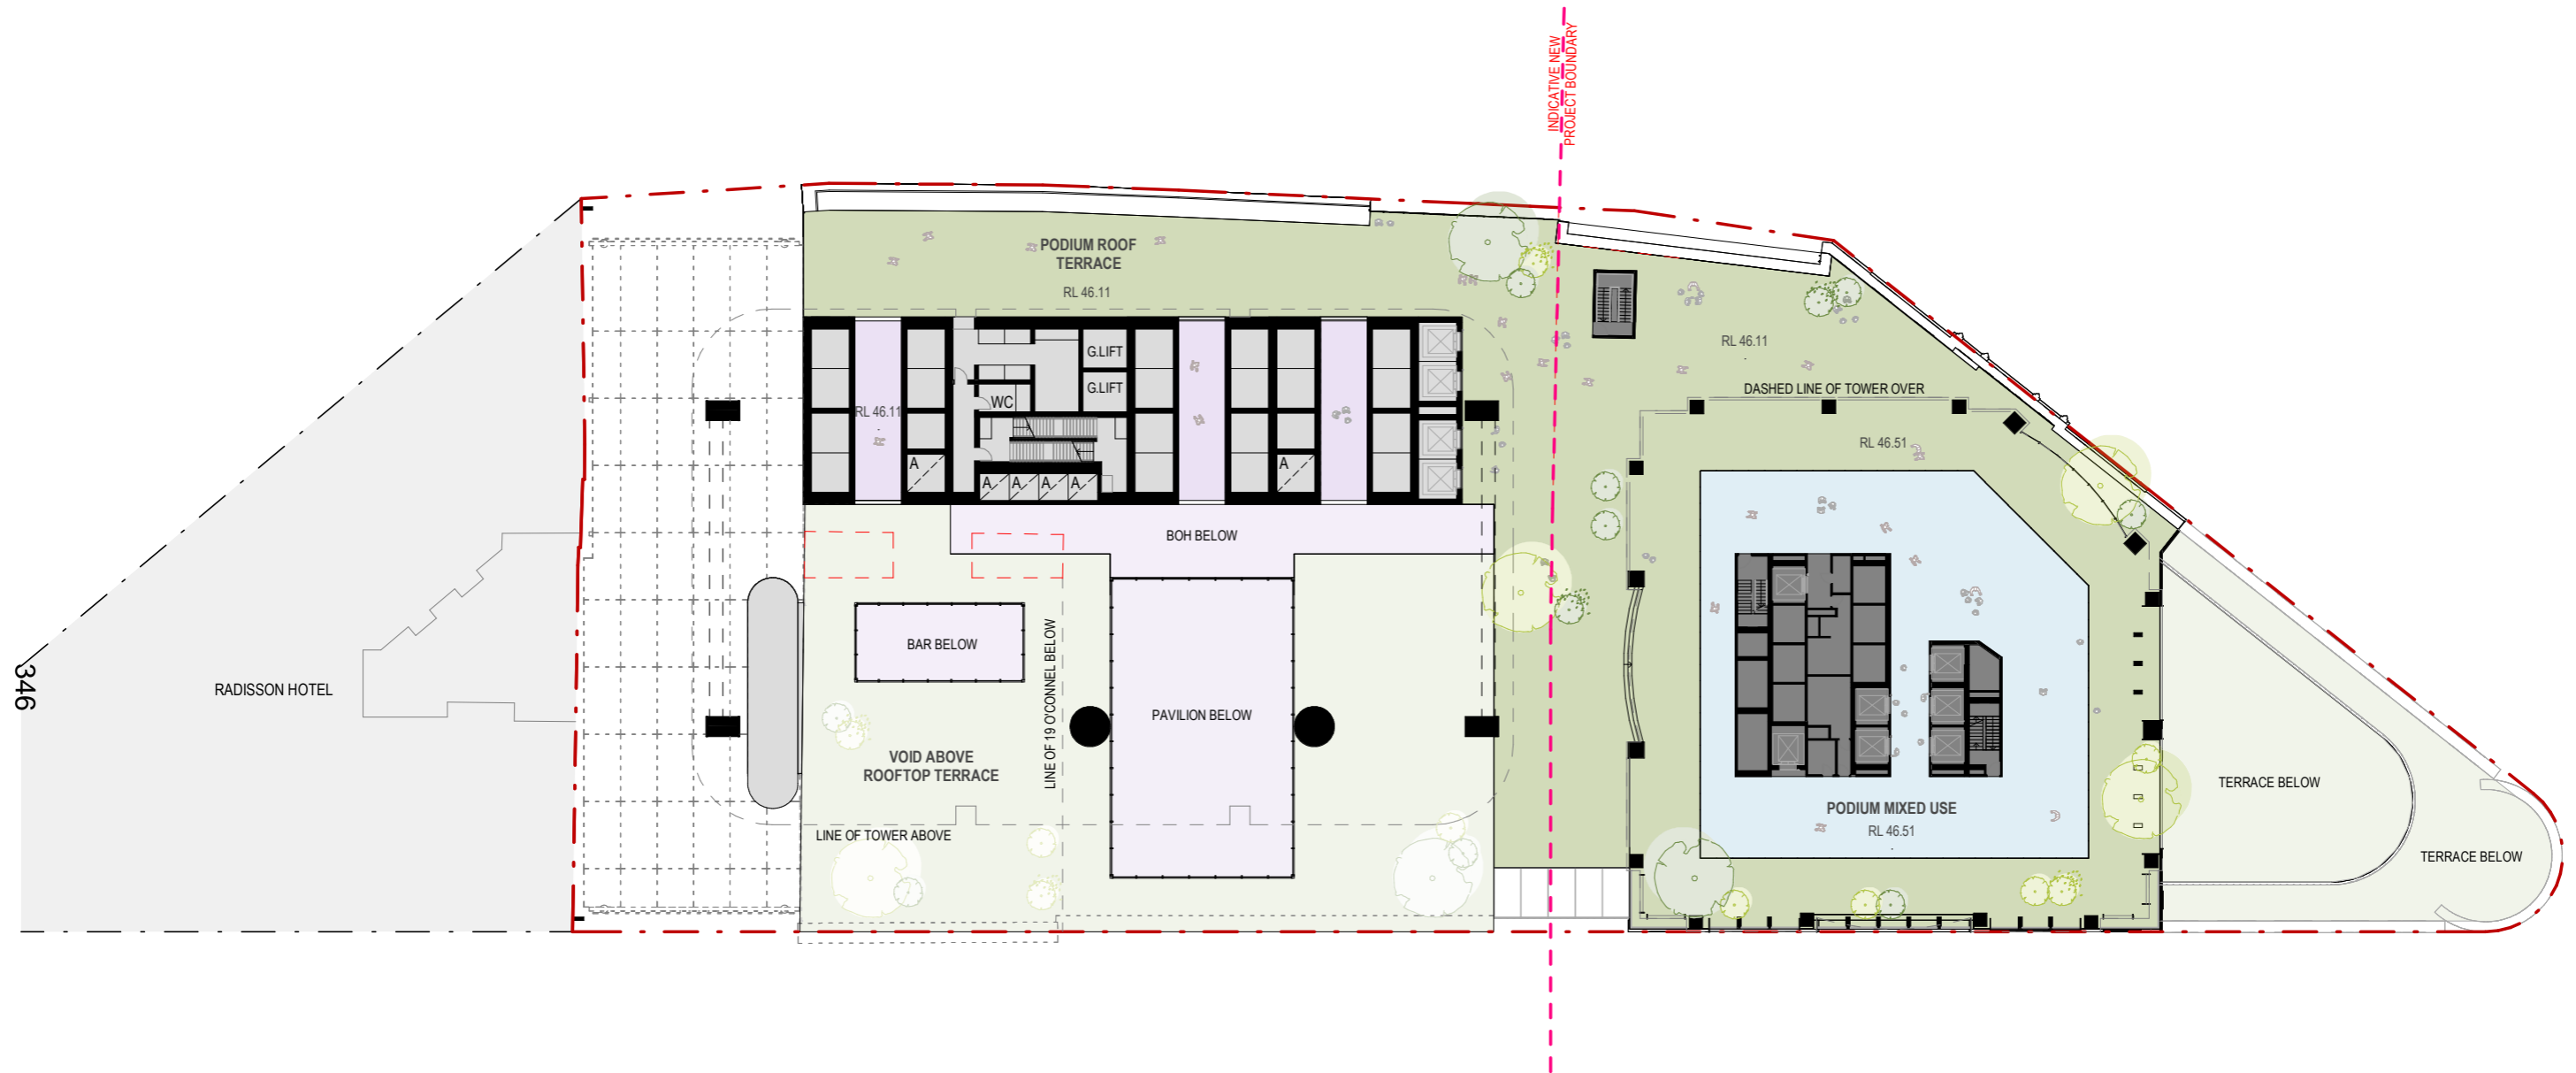 INDICATIVE NEW
PROJECT BOUNDARY
PODIUM ROOF
TERRACE
RL 46.11
G.LIFT
G.LIFT
WC
RL 46.11
A
A
A
A
A
A
RL 46.11
DASHED LINE OF TOWER OVER
RL 46.51
BOH BELOW
BAR BELOW
LINE OF 19 O'CONNEL BELOW
PAVILION BELOW
346
RADISSON HOTEL
VOID ABOVE
ROOFTOP TERRACE
LINE OF TOWER ABOVE
PODIUM MIXED USE
RL 46.51
TERRACE BELOW
TERRACE BELOW